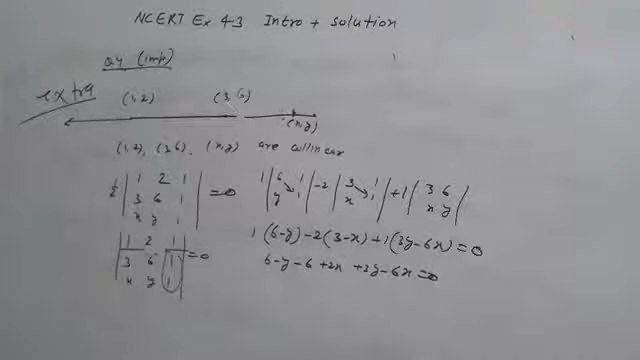 NCERT Ex 4.3 Intro + solution
Q4 (imp)
extra
(1,2) (3,6) (x,y)
(1,2), (3,6), (x,y) are collinear
½ | 1 2 1 | = 0
| 3 6 1 |
| x y 1 |
| 1 2 1 | = 0
| 3 6 1 |
| x y 1 |
1 | 6 1 | -2 | 3 1 | +1 | 3 6 |
| y 1 | | x 1 | | x y |
1 (6-y) - 2 (3-x) + 1 (3y-6x) = 0
6-y-6+2x+3y-6x=0